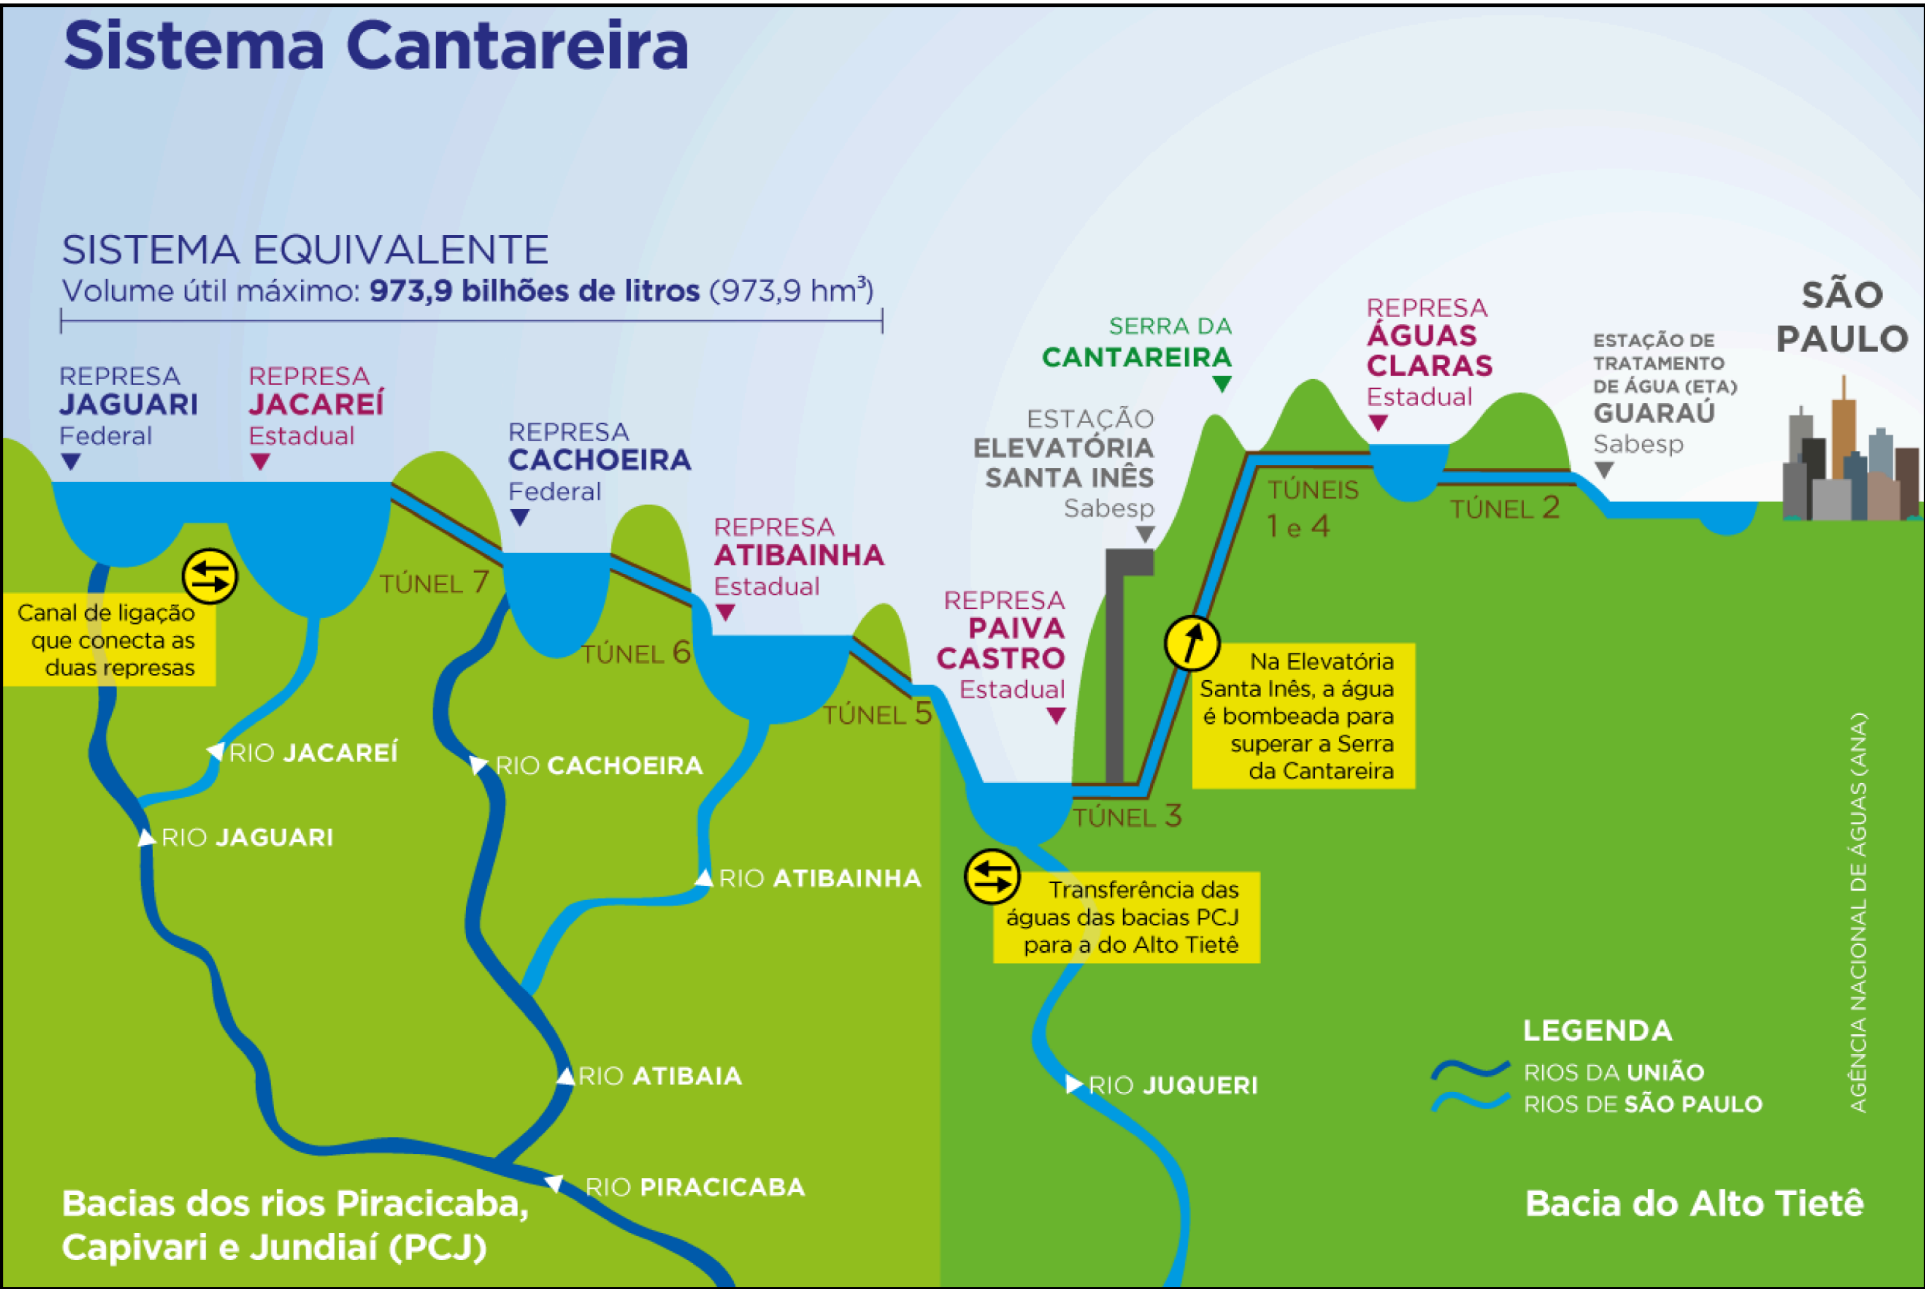 Sistema Cantareira
SISTEMA EQUIVALENTE
Volume útil máximo: 973,9 bilhões de litros (973,9 hm³)
REPRESA
JAGUARI
Federal
REPRESA
JACAREÍ
Estadual
REPRESA
CACHOEIRA
Federal
REPRESA
ATIBAINHA
Estadual
REPRESA
PAIVA
CASTRO
Estadual
SERRA DA
CANTAREIRA
ESTAÇÃO
ELEVATÓRIA
SANTA INÊS
Sabesp
REPRESA
ÁGUAS
CLARAS
Estadual
ESTAÇÃO DE
TRATAMENTO
DE ÁGUA (ETA)
GUARAÚ
Sabesp
SÃO
PAULO
TÚNEL 7
TÚNEL 6
TÚNEL 5
TÚNEL 3
TÚNEIS
1 e 4
TÚNEL 2
Canal de ligação
que conecta as
duas represas
Na Elevatória
Santa Inês, a água
é bombeada para
superar a Serra
da Cantareira
Transferência das
águas das bacias PCJ
para a do Alto Tietê
RIO JACAREÍ
RIO JAGUARI
RIO CACHOEIRA
RIO ATIBAINHA
RIO ATIBAIA
RIO PIRACICABA
RIO JUQUERI
LEGENDA
RIOS DA UNIÃO
RIOS DE SÃO PAULO
AGÊNCIA NACIONAL DE ÁGUAS (ANA)
Bacias dos rios Piracicaba,
Capivari e Jundiaí (PCJ)
Bacia do Alto Tietê